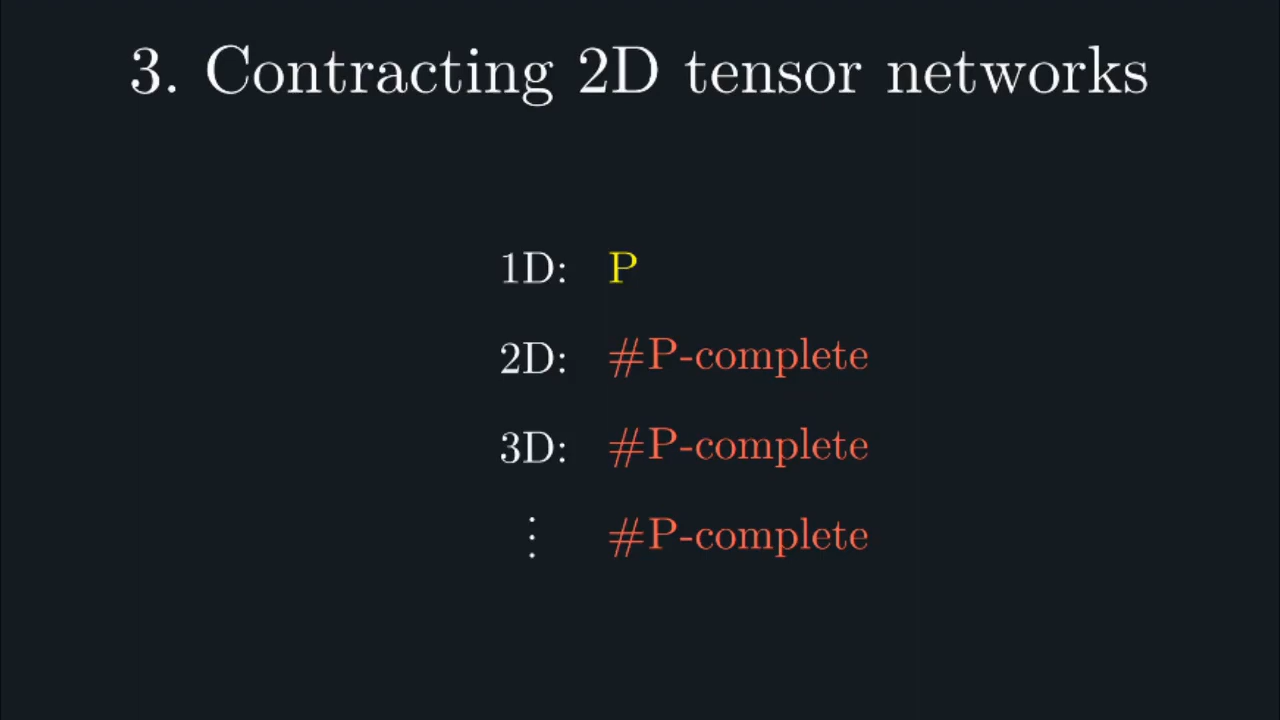 3. Contracting 2D tensor networks
1D: P
2D: #P-complete
3D: #P-complete
⋮ #P-complete